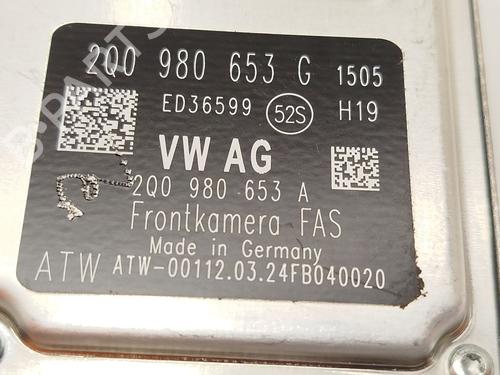 2Q0 980 653 G 1505
ED36599 52S H19
VW AG
2Q0 980 653 A
Frontkamera FAS
Made in Germany
ATW ATW-00112.03.24FB040020
B-PARTS